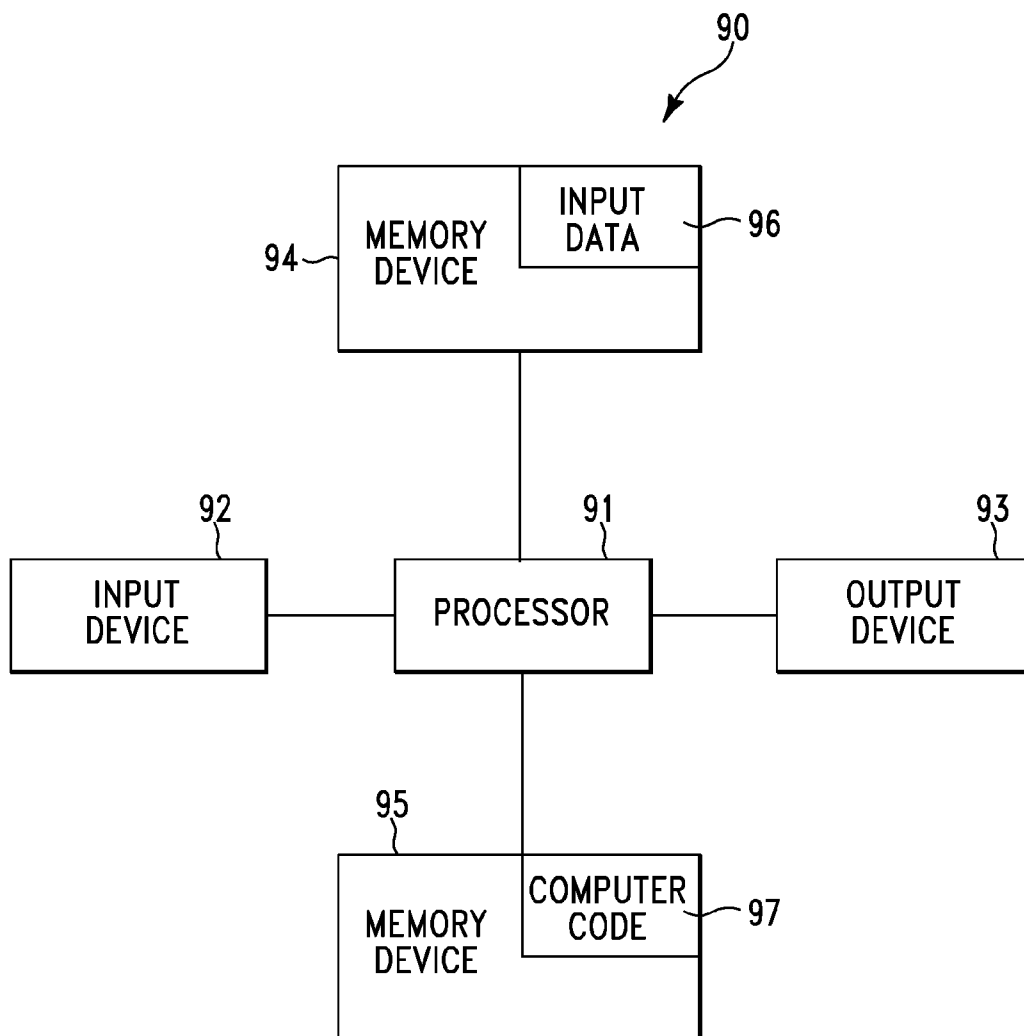 90
INPUT
DATA
96
MEMORY
DEVICE
94
92
91
93
INPUT
DEVICE
PROCESSOR
OUTPUT
DEVICE
95
COMPUTER
CODE
97
MEMORY
DEVICE